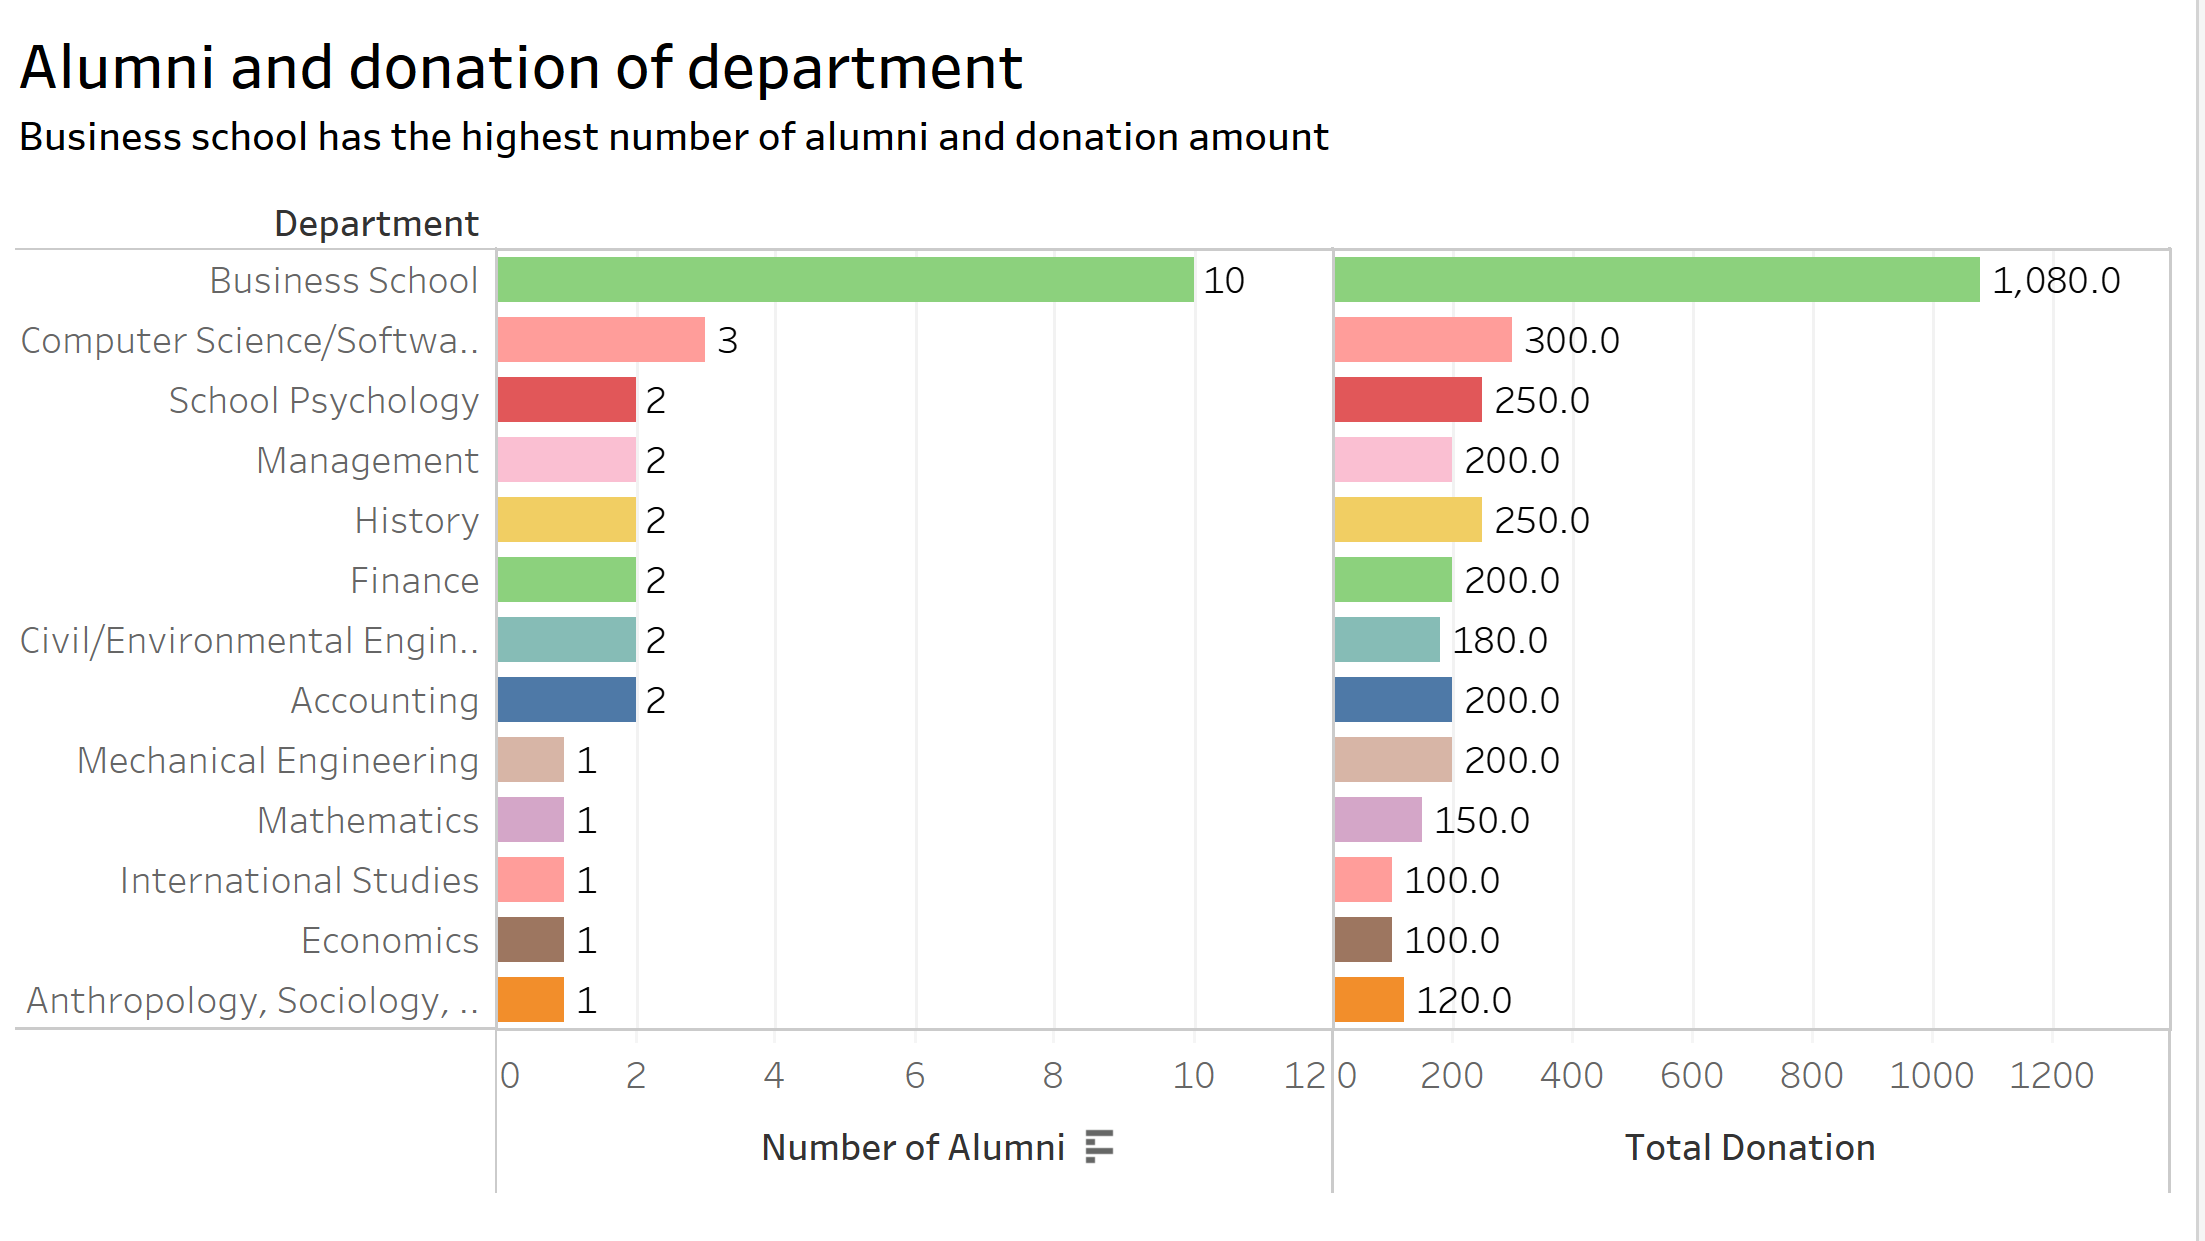 Alumni and donation of department
Business school has the highest number of alumni and donation amount
Department
Business School 10 1,080.0
Computer Science/Softwa.. 3 300.0
School Psychology 2 250.0
Management 2 200.0
History 2 250.0
Finance 2 200.0
Civil/Environmental Engin.. 2 180.0
Accounting 2 200.0
Mechanical Engineering 1 200.0
Mathematics 1 150.0
International Studies 1 100.0
Economics 1 100.0
Anthropology, Sociology, .. 1 120.0
0 2 4 6 8 10 12 0 200 400 600 800 1000 1200
Number of Alumni Total Donation